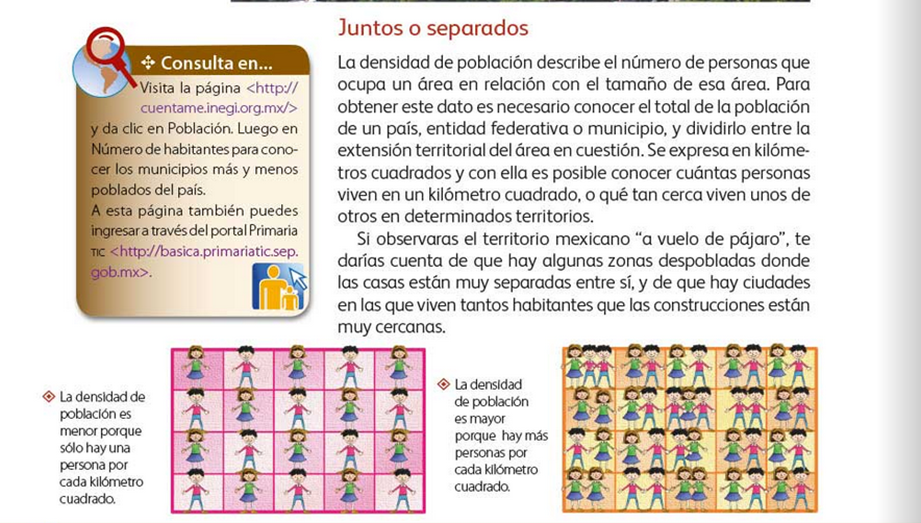 Juntos o separados
Consulta en...
Visita la página <http://
cuentame.inegi.org.mx/>
y da clic en Población. Luego en
Número de habitantes para cono-
cer los municipios más y menos
poblados del país.
A esta página también puedes
ingresar a través del portal Primaria
TIC <http://basica.primariatic.sep.
gob.mx>.
La densidad de población describe el número de personas que
ocupa un área en relación con el tamaño de esa área. Para
obtener este dato es necesario conocer el total de la población
de un país, entidad federativa o municipio, y dividirlo entre la
extensión territorial del área en cuestión. Se expresa en kilóme-
tros cuadrados y con ella es posible conocer cuántas personas
viven en un kilómetro cuadrado, o qué tan cerca viven unos de
otros en determinados territorios.
Si observaras el territorio mexicano “a vuelo de pájaro”, te
darías cuenta de que hay algunas zonas despobladas donde
las casas están muy separadas entre sí, y de que hay ciudades
en las que viven tantos habitantes que las construcciones están
muy cercanas.
La densidad de
población es
menor porque
sólo hay una
persona por
cada kilómetro
cuadrado.
La densidad
de población
es mayor
porque hay más
personas por
cada kilómetro
cuadrado.